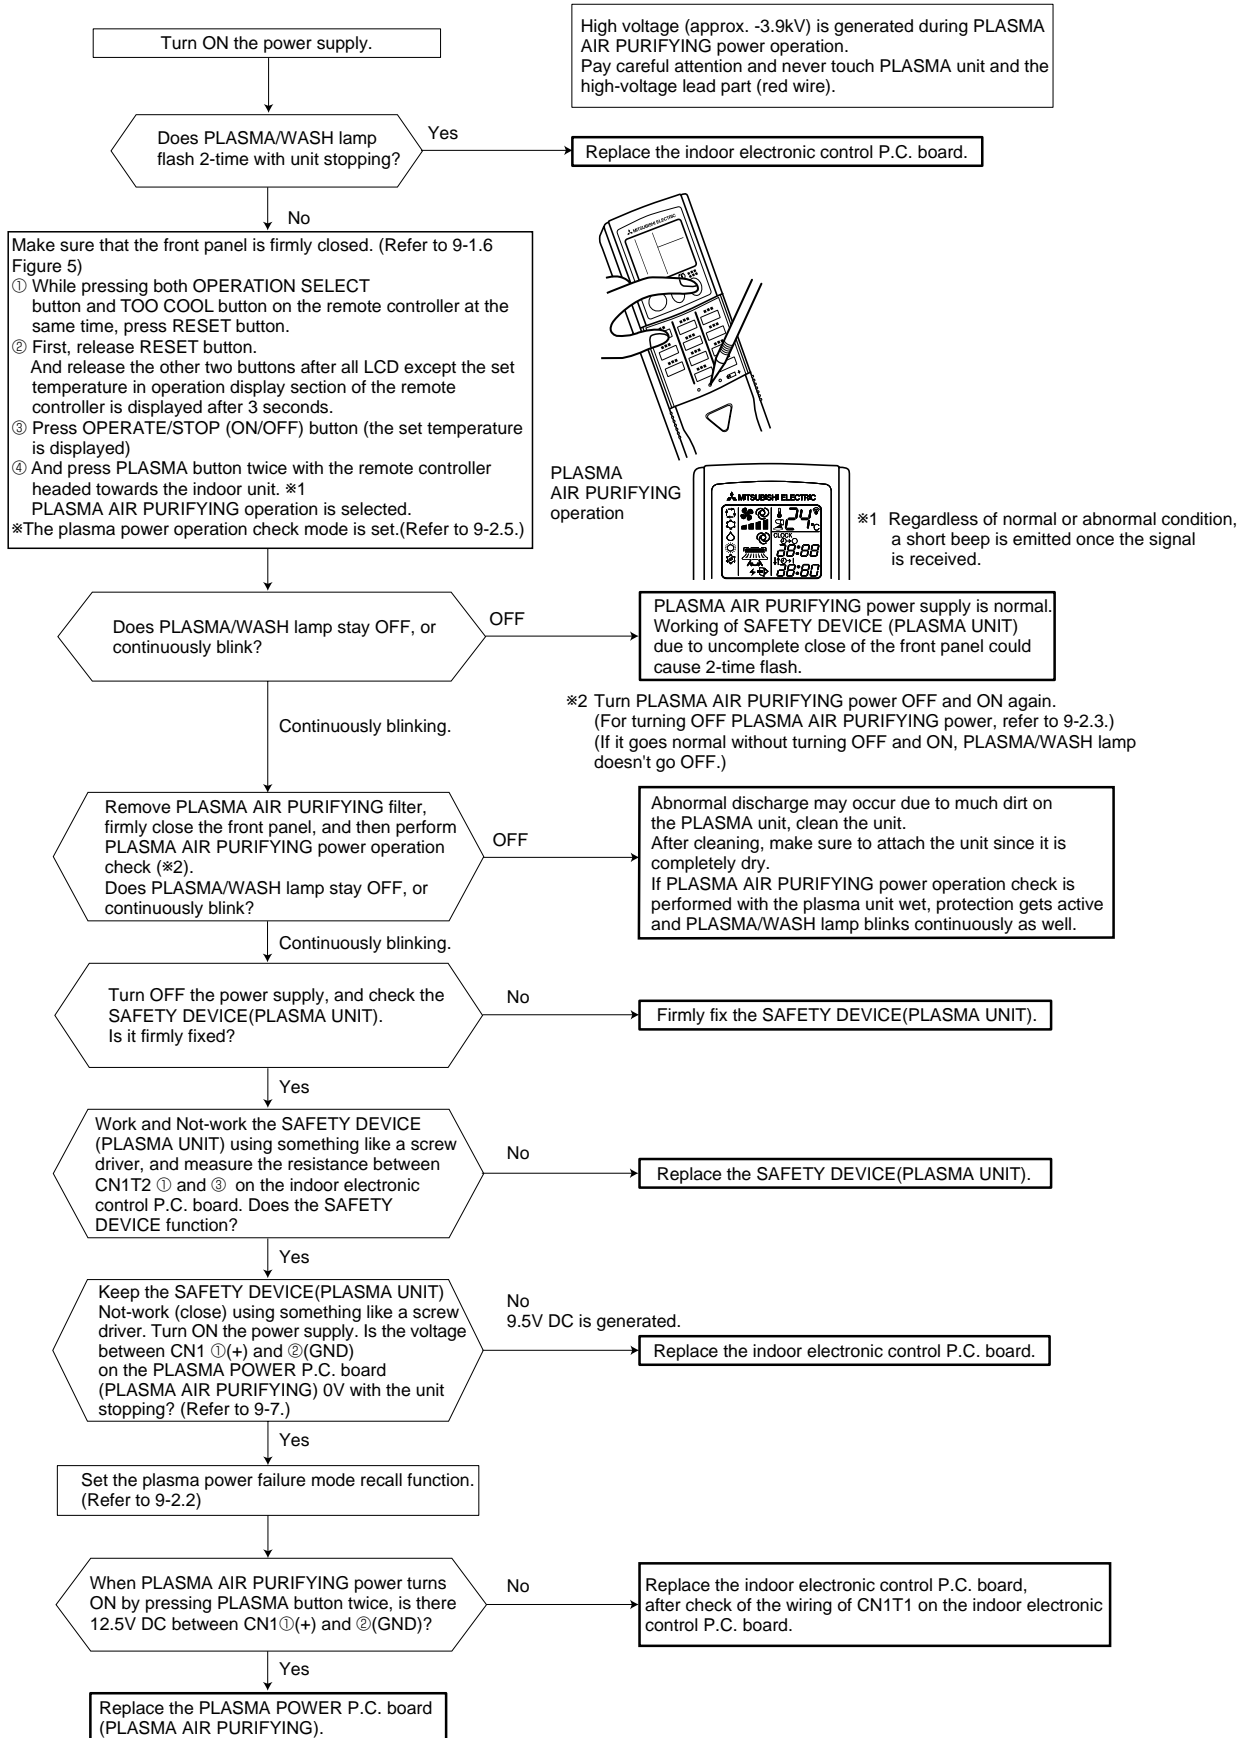 Turn ON the power supply.
High voltage (approx. -3.9kV) is generated during PLASMA
AIR PURIFYING power operation.
Pay careful attention and never touch PLASMA unit and the
high-voltage lead part (red wire).
Does PLASMA/WASH lamp
flash 2-time with unit stopping?
Yes
Replace the indoor electronic control P.C. board.
No
Make sure that the front panel is firmly closed. (Refer to 9-1.6
Figure 5)
① While pressing both OPERATION SELECT
button and TOO COOL button on the remote controller at the
same time, press RESET button.
② First, release RESET button.
And release the other two buttons after all LCD except the set
temperature in operation display section of the remote
controller is displayed after 3 seconds.
③ Press OPERATE/STOP (ON/OFF) button (the set temperature
is displayed)
④ And press PLASMA button twice with the remote controller
headed towards the indoor unit. ※1
PLASMA AIR PURIFYING operation is selected.
※The plasma power operation check mode is set.(Refer to 9-2.5.)
MITSUBISHI ELECTRIC
PLASMA
AIR PURIFYING
operation
MITSUBISHI ELECTRIC
24°C
CLOCK
88:88
88:80
※1 Regardless of normal or abnormal condition,
a short beep is emitted once the signal
is received.
Does PLASMA/WASH lamp stay OFF, or
continuously blink?
OFF
PLASMA AIR PURIFYING power supply is normal.
Working of SAFETY DEVICE (PLASMA UNIT)
due to uncomplete close of the front panel could
cause 2-time flash.
Continuously blinking.
※2 Turn PLASMA AIR PURIFYING power OFF and ON again.
(For turning OFF PLASMA AIR PURIFYING power, refer to 9-2.3.)
(If it goes normal without turning OFF and ON, PLASMA/WASH lamp
doesn't go OFF.)
Remove PLASMA AIR PURIFYING filter,
firmly close the front panel, and then perform
PLASMA AIR PURIFYING power operation
check (※2).
Does PLASMA/WASH lamp stay OFF, or
continuously blink?
OFF
Abnormal discharge may occur due to much dirt on
the PLASMA unit, clean the unit.
After cleaning, make sure to attach the unit since it is
completely dry.
If PLASMA AIR PURIFYING power operation check is
performed with the plasma unit wet, protection gets active
and PLASMA/WASH lamp blinks continuously as well.
Continuously blinking.
Turn OFF the power supply, and check the
SAFETY DEVICE(PLASMA UNIT).
Is it firmly fixed?
No
Firmly fix the SAFETY DEVICE(PLASMA UNIT).
Yes
Work and Not-work the SAFETY DEVICE
(PLASMA UNIT) using something like a screw
driver, and measure the resistance between
CN1T2 ① and ③ on the indoor electronic
control P.C. board. Does the SAFETY
DEVICE function?
No
Replace the SAFETY DEVICE(PLASMA UNIT).
Yes
Keep the SAFETY DEVICE(PLASMA UNIT)
Not-work (close) using something like a screw
driver. Turn ON the power supply. Is the voltage
between CN1 ①(+) and ②(GND)
on the PLASMA POWER P.C. board
(PLASMA AIR PURIFYING) 0V with the unit
stopping? (Refer to 9-7.)
No
9.5V DC is generated.
Replace the indoor electronic control P.C. board.
Yes
Set the plasma power failure mode recall function.
(Refer to 9-2.2)
When PLASMA AIR PURIFYING power turns
ON by pressing PLASMA button twice, is there
12.5V DC between CN1①(+) and ②(GND)?
No
Replace the indoor electronic control P.C. board,
after check of the wiring of CN1T1 on the indoor electronic
control P.C. board.
Yes
Replace the PLASMA POWER P.C. board
(PLASMA AIR PURIFYING).